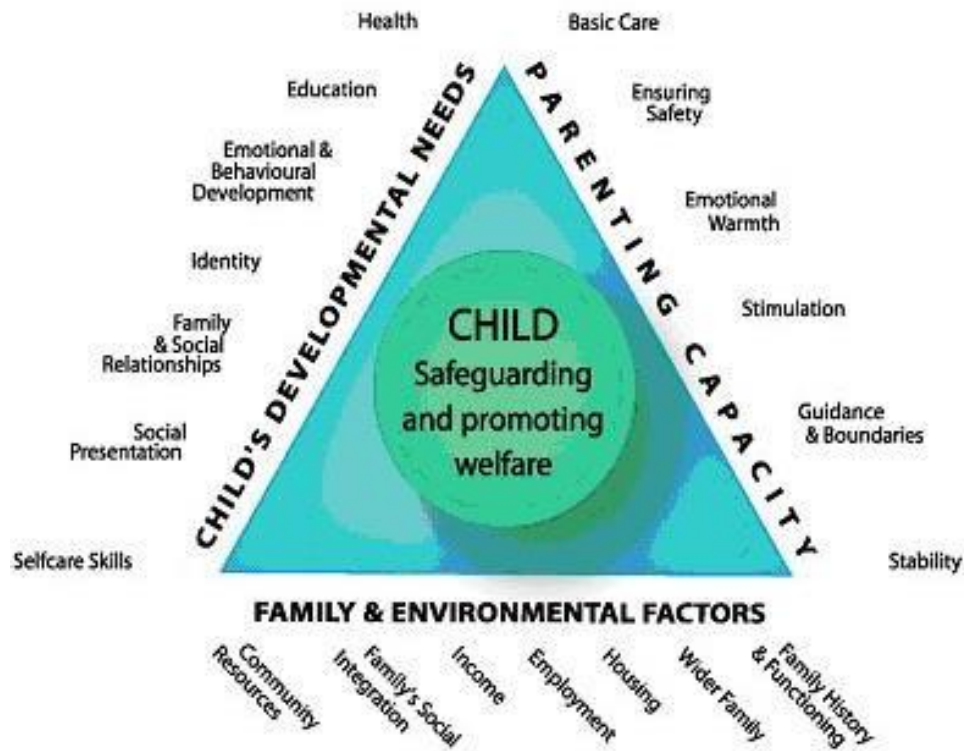 Health
Education
Emotional &
Behavioural
Development
Identity
Family
& Social
Relationships
Social
Presentation
Selfcare Skills
CHILD'S DEVELOPMENTAL NEEDS
Basic Care
Ensuring
Safety
Emotional
Warmth
Stimulation
Guidance
& Boundaries
Stability
PARENTING CAPACITY
CHILD
Safeguarding
and promoting
welfare
FAMILY & ENVIRONMENTAL FACTORS
Community
Resources
Family's Social
Integration
Income
Employment
Housing
Wider Family
Family History
& Functioning